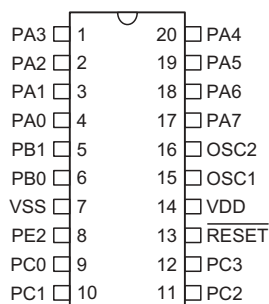 PA3 1 20 PA4
PA2 2 19 PA5
PA1 3 18 PA6
PA0 4 17 PA7
PB1 5 16 OSC2
PB0 6 15 OSC1
VSS 7 14 VDD
PE2 8 13 RESET
PC0 9 12 PC3
PC1 10 11 PC2